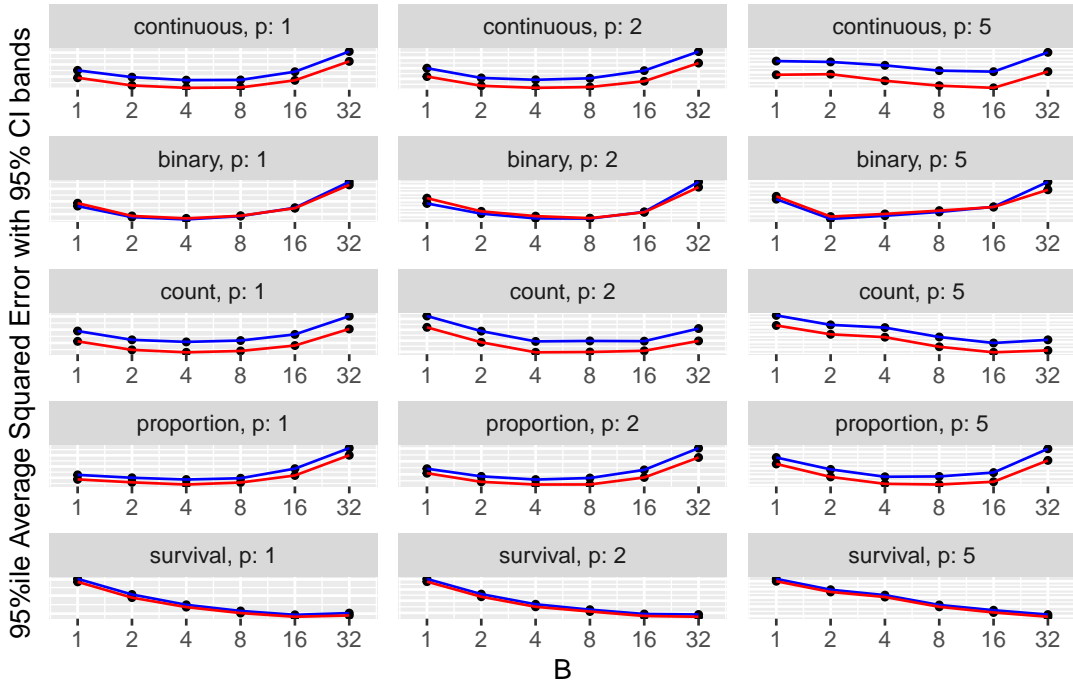 95%ile Average Squared Error with 95% CI bands
continuous, p: 1
continuous, p: 2
continuous, p: 5
1 2 4 8 16 32
1 2 4 8 16 32
1 2 4 8 16 32
binary, p: 1
binary, p: 2
binary, p: 5
1 2 4 8 16 32
1 2 4 8 16 32
1 2 4 8 16 32
count, p: 1
count, p: 2
count, p: 5
1 2 4 8 16 32
1 2 4 8 16 32
1 2 4 8 16 32
proportion, p: 1
proportion, p: 2
proportion, p: 5
1 2 4 8 16 32
1 2 4 8 16 32
1 2 4 8 16 32
survival, p: 1
survival, p: 2
survival, p: 5
1 2 4 8 16 32
1 2 4 8 16 32
1 2 4 8 16 32
B